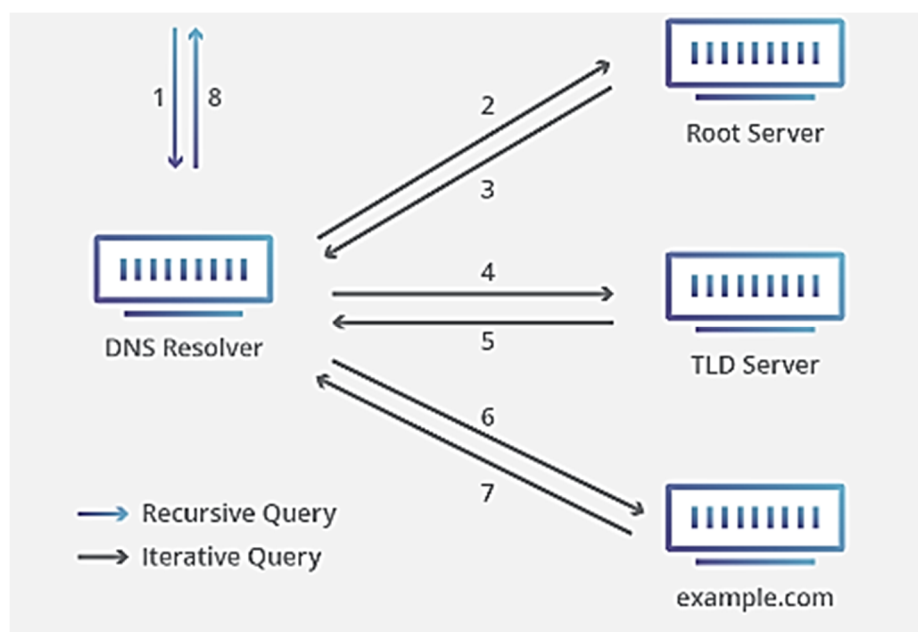 1
8
2
Root Server
3
4
DNS Resolver
5
TLD Server
6
7
Recursive Query
Iterative Query
example.com